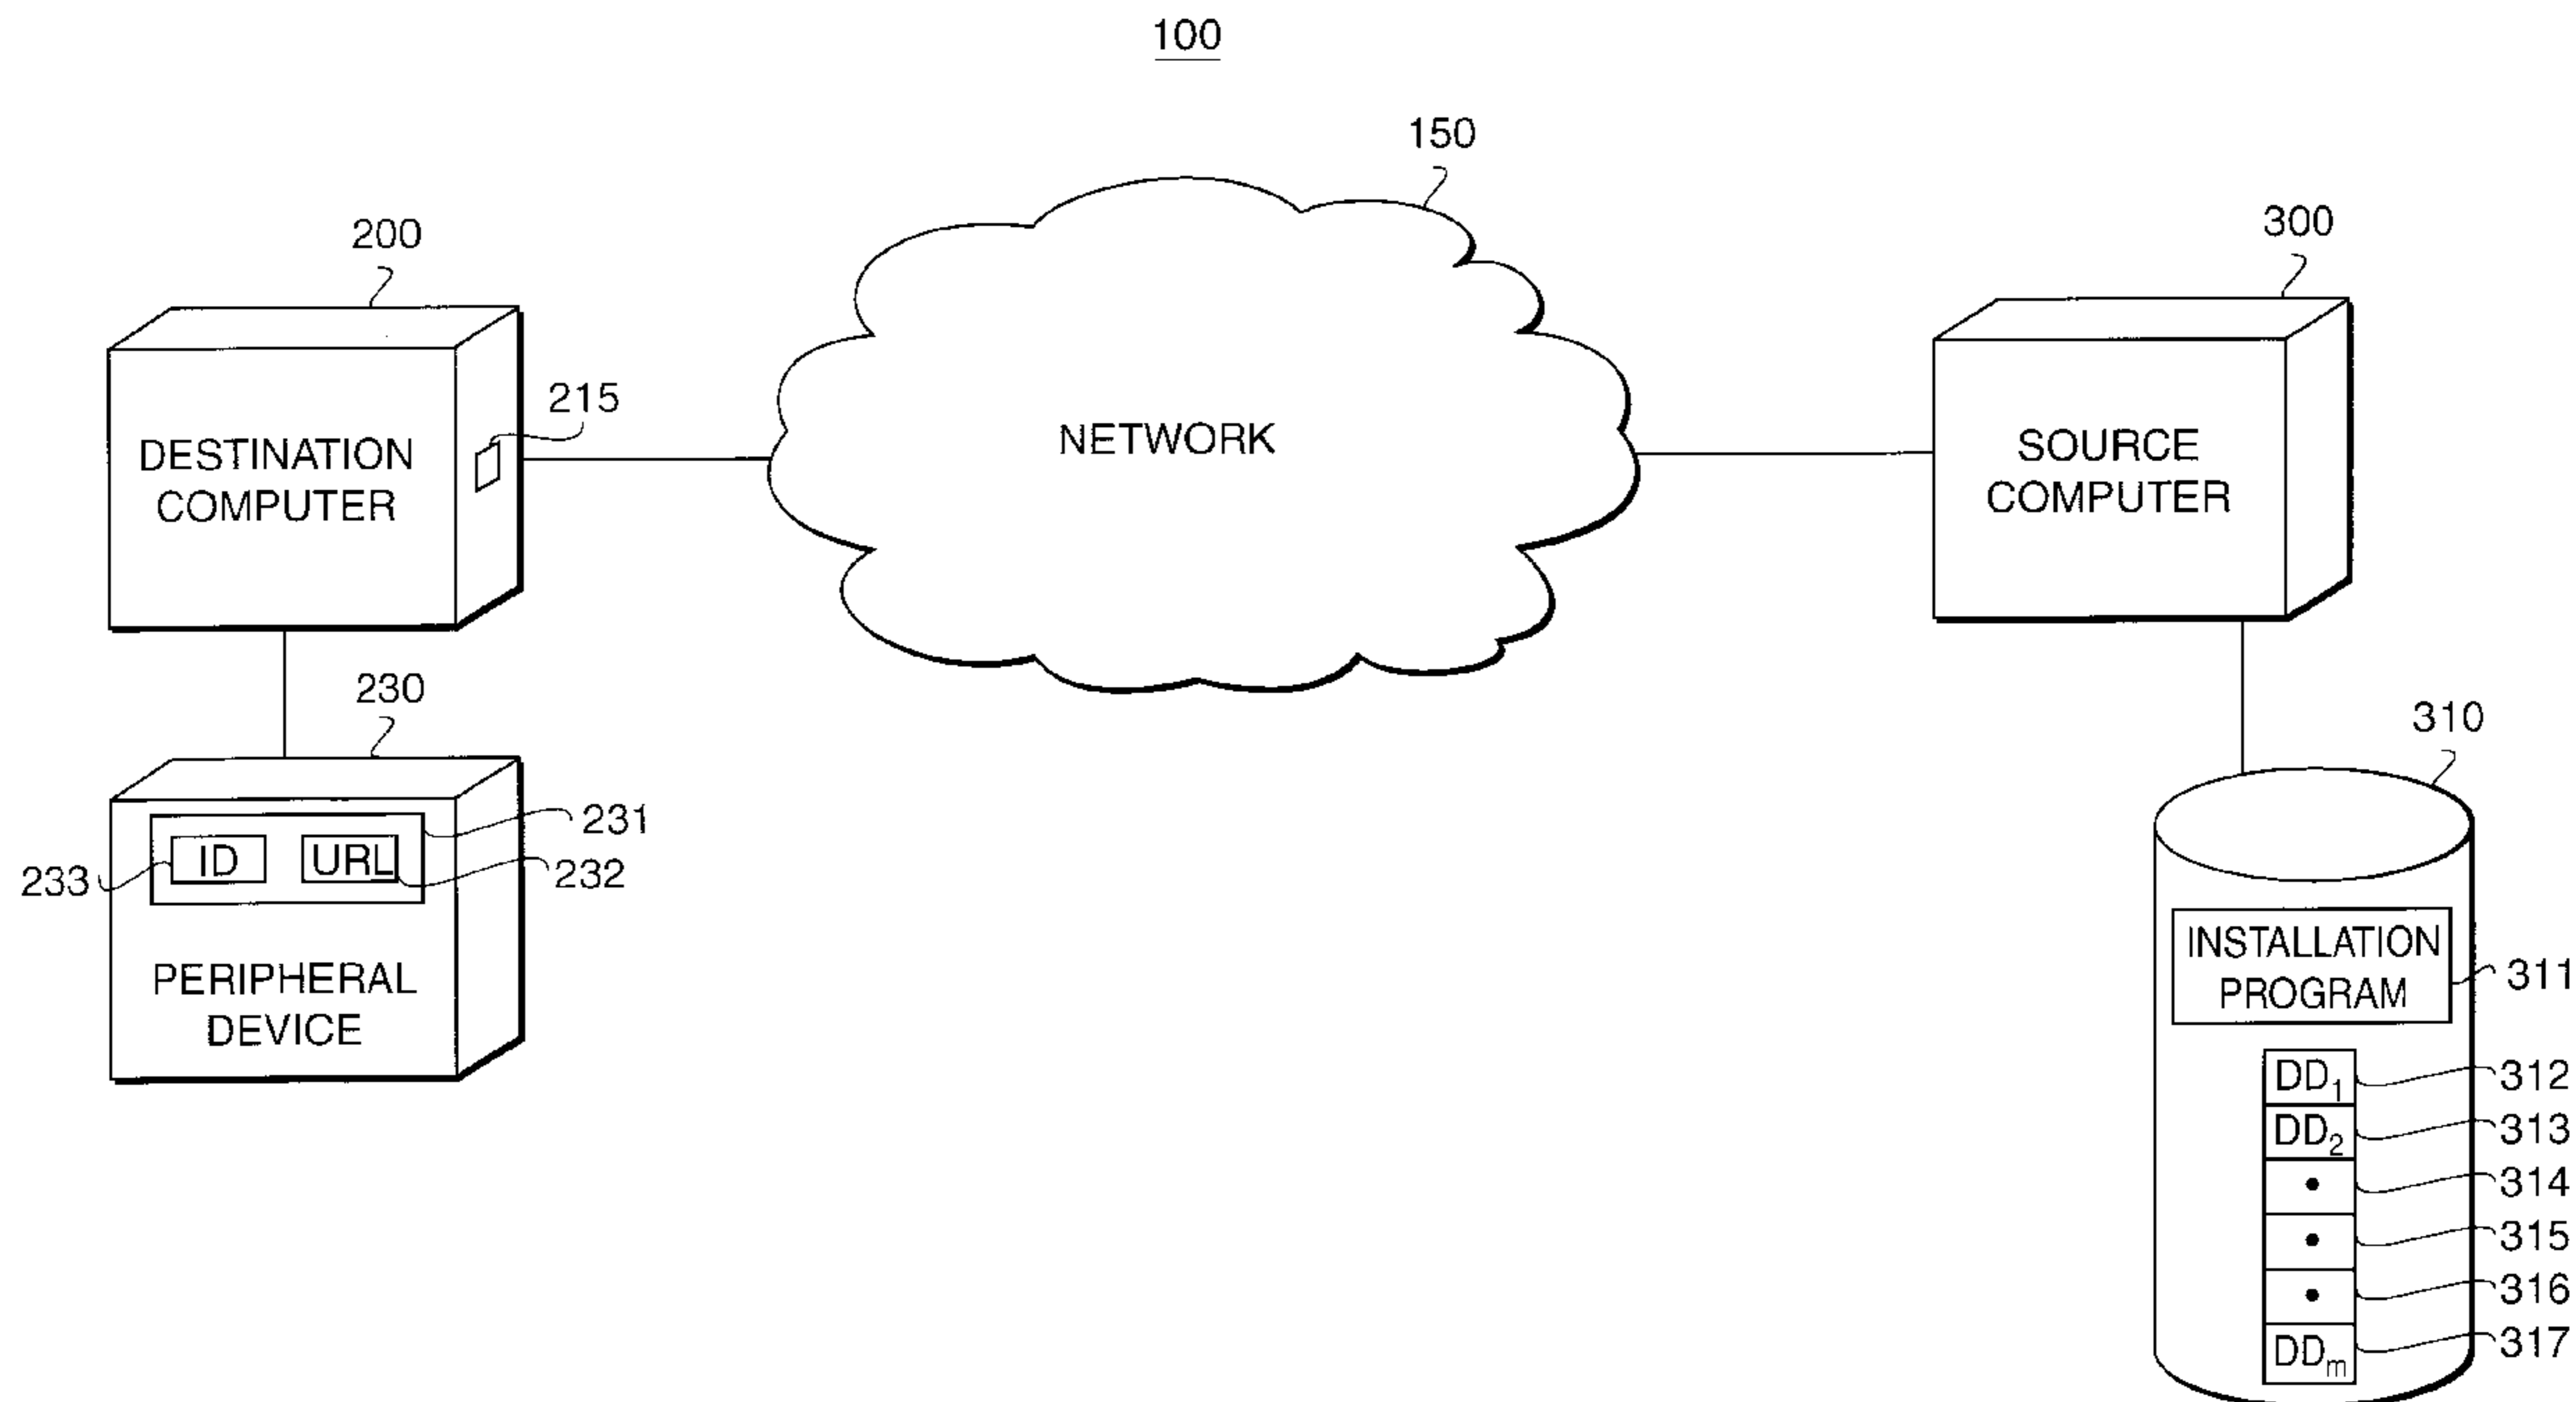 100
150
200
300
215
DESTINATION
COMPUTER
NETWORK
SOURCE
COMPUTER
230
310
231
233
ID
URL
232
PERIPHERAL
DEVICE
INSTALLATION
PROGRAM
311
DD1
312
DD2
313
•
314
•
315
•
316
DDm
317